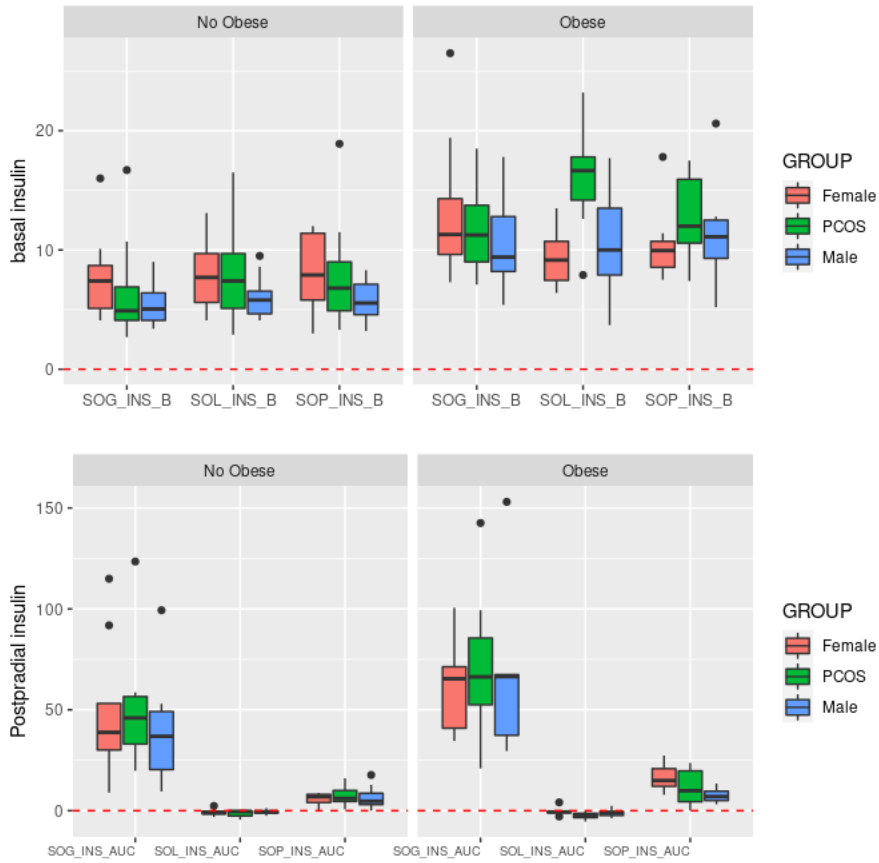 No Obese
Obese
basal insulin
20
10
0
SOG_INS_B
SOL_INS_B
SOP_INS_B
SOG_INS_B
SOL_INS_B
SOP_INS_B
GROUP
Female
PCOS
Male
No Obese
Obese
Postpradial insulin
150
100
50
0
SOG_INS_AUC
SOL_INS_AUC
SOP_INS_AUC
SOG_INS_AUC
SOL_INS_AUC
SOP_INS_AUC
GROUP
Female
PCOS
Male